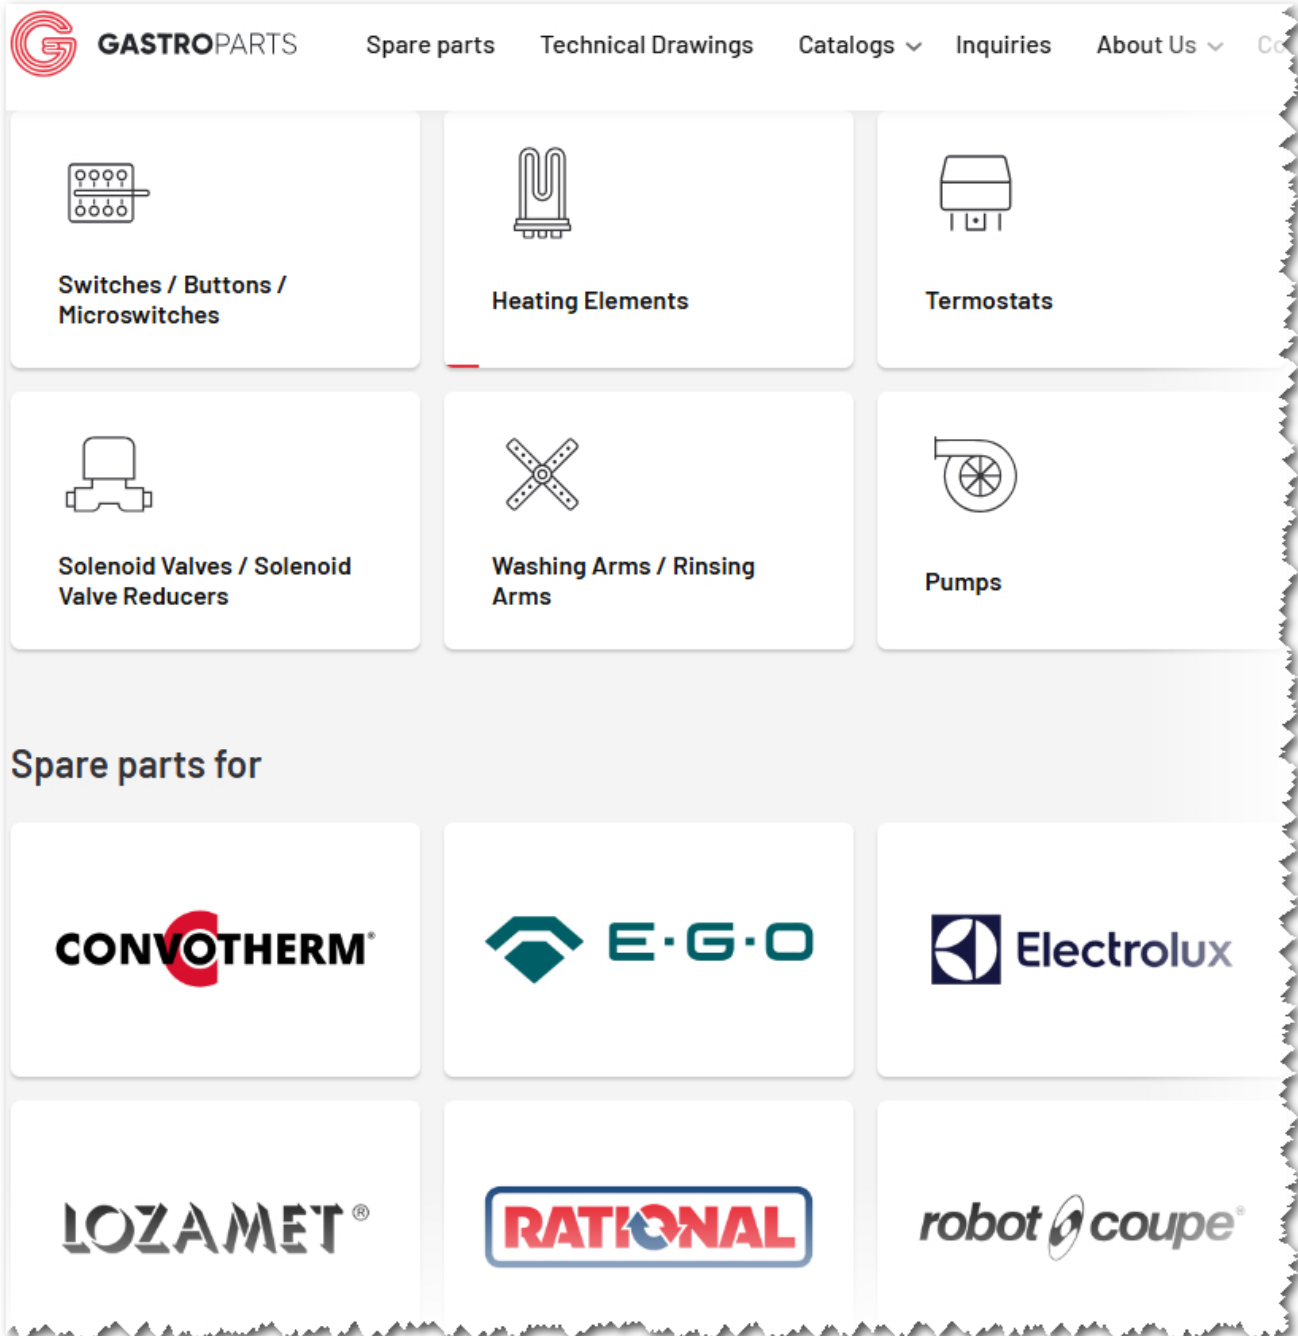 GASTROPARTS Spare parts Technical Drawings Catalogs Inquiries About Us
Switches / Buttons /
Microswitches
Heating Elements
Termostats
Solenoid Valves / Solenoid
Valve Reducers
Washing Arms / Rinsing
Arms
Pumps
Spare parts for
CONVOTHERM®
E·G·O
Electrolux
LOZAMET®
RATIONAL
robot coupe®